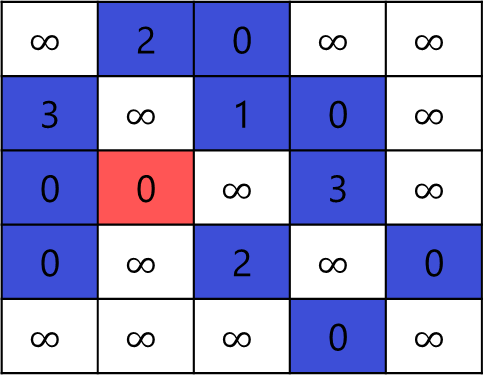 ∞ 2 0 ∞ ∞
3 ∞ 1 0 ∞
0 0 ∞ 3 ∞
0 ∞ 2 ∞ 0
∞ ∞ ∞ 0 ∞